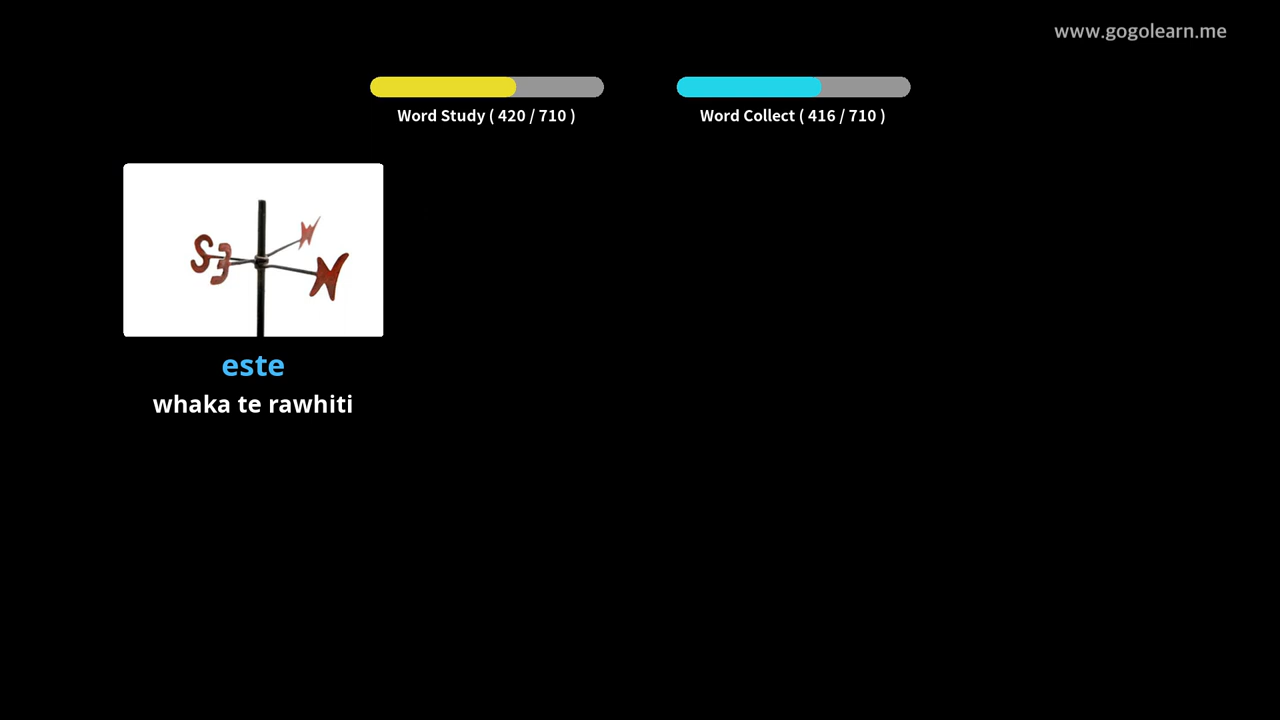 www.gogolearn.me
Word Study ( 420 / 710 )
Word Collect ( 416 / 710 )
S E N N
este
whaka te rawhiti